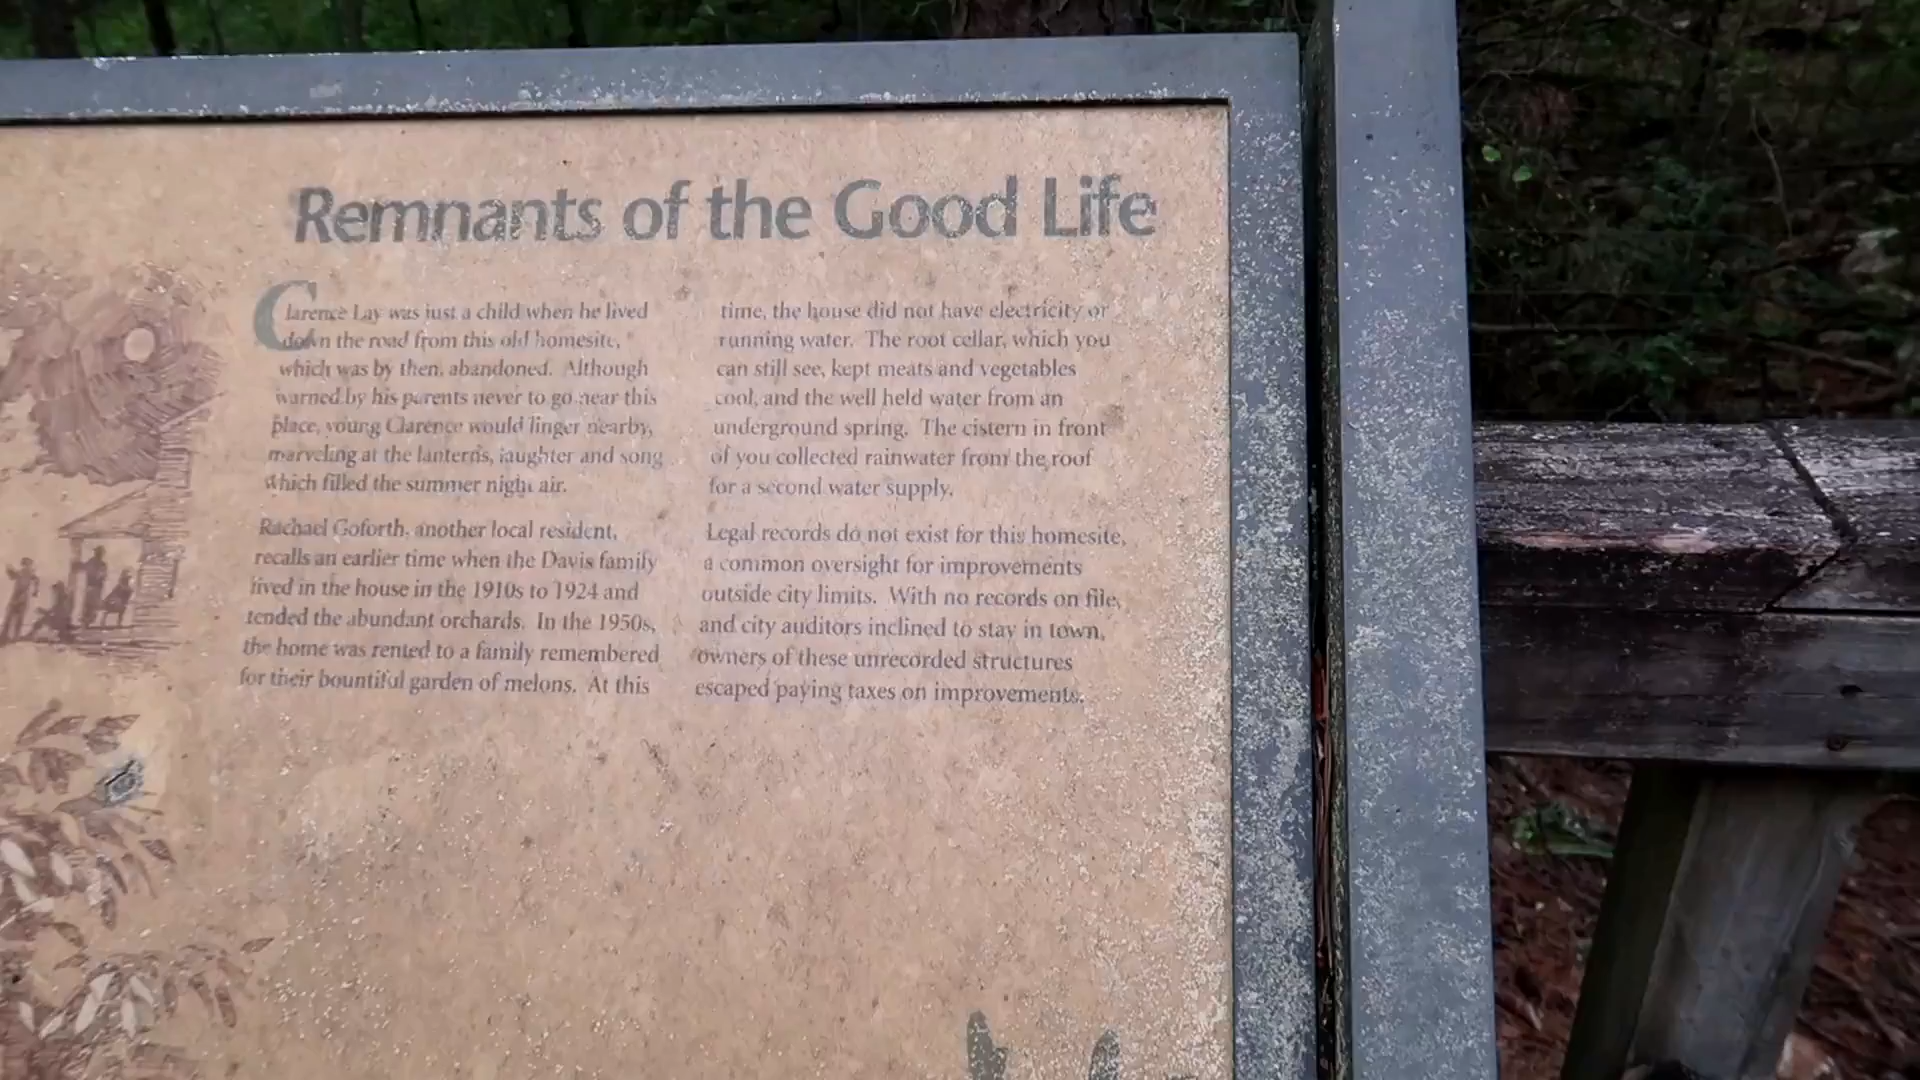 Remnants of the Good Life
Clarence Lay was just a child when he lived
down the road from this old homesite,
which was by then, abandoned. Although
warned by his parents never to go near this
place, young Clarence would linger nearby,
marveling at the lanterns, laughter and song
which filled the summer night air.
Rachael Goforth, another local resident,
recalls an earlier time when the Davis family
lived in the house in the 1910s to 1924 and
tended the abundant orchards. In the 1950s,
the home was rented to a family remembered
for their bountiful garden of melons. At this
time, the house did not have electricity or
running water. The root cellar, which you
can still see, kept meats and vegetables
cool, and the well held water from an
underground spring. The cistern in front
of you collected rainwater from the roof
for a second water supply.
Legal records do not exist for this homesite,
a common oversight for improvements
outside city limits. With no records on file,
and city auditors inclined to stay in town,
owners of these unrecorded structures
escaped paying taxes on improvements.